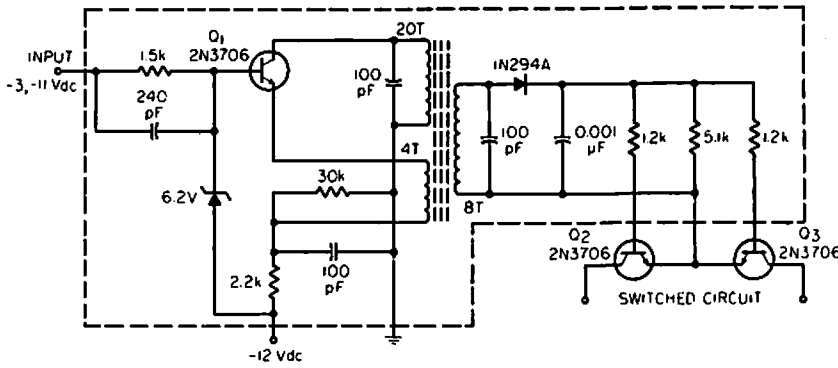 INPUT
-3, -11 Vdc
1.5k
240
pF
Q1
2N3706
6.2V
20T
100
pF
4T
30k
100
pF
2.2k
-12 Vdc
8T
100
pF
1N294A
0.001
µF
1.2k
5.1k
1.2k
Q2
2N3706
Q3
2N3706
SWITCHED CIRCUIT